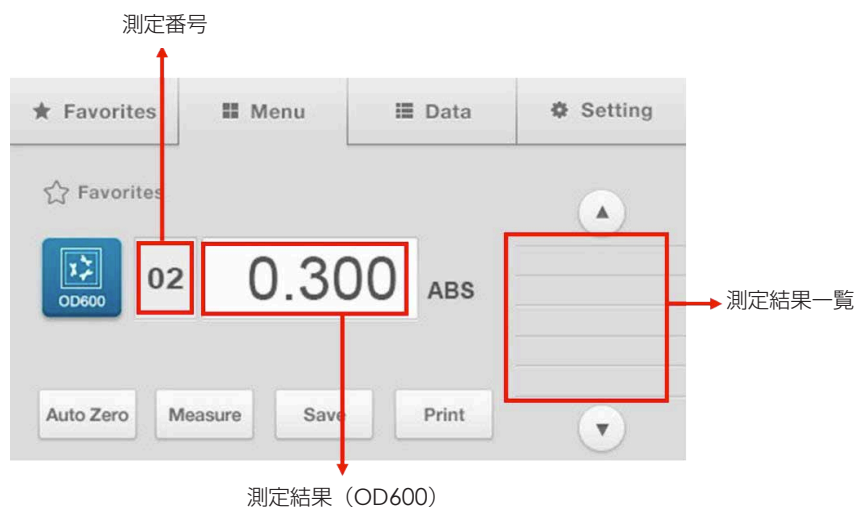 測定番号
Favorites
Menu
Data
Setting
Favorites
OD600
02
0.300
ABS
測定結果一覧
Auto Zero
Measure
Save
Print
測定結果（OD600）